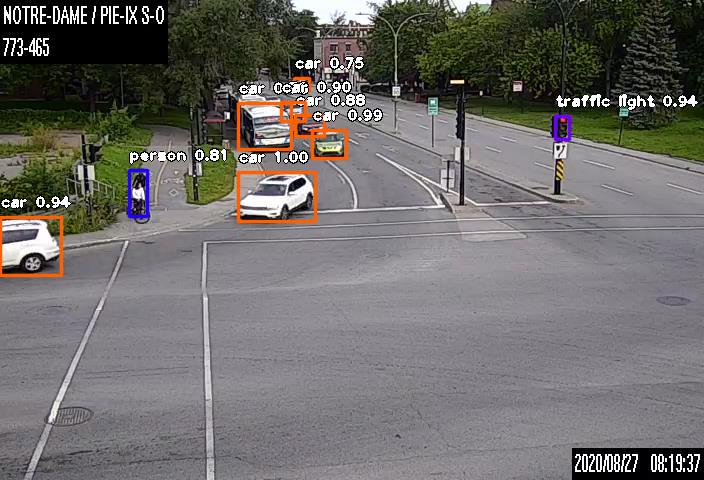 NOTRE-DAME / PIE-IX S-O
773-465
car 0.75
car 0.90
car 0.88
car 0.99
traffic light 0.94
person 0.81
car 1.00
car 0.94
2020/08/27 08:19:37